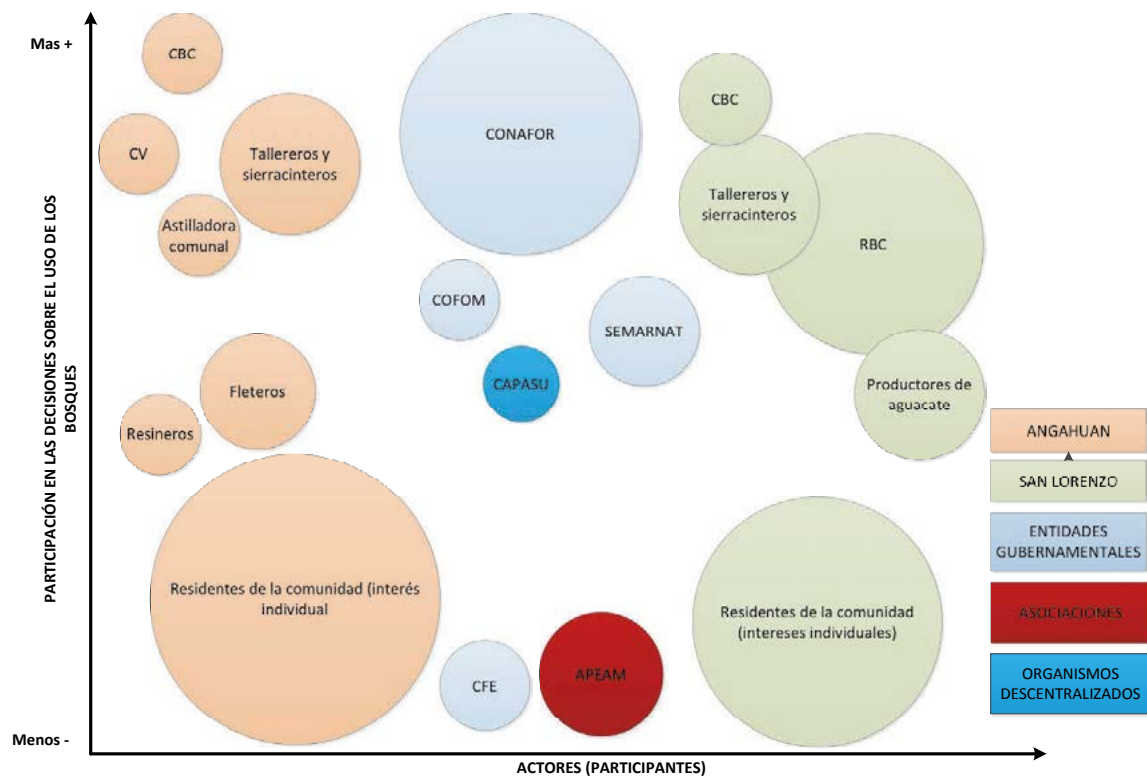 Mas +
PARTICIPACIÓN EN LAS DECISIONES SOBRE EL USO DE LOS
BOSQUES
Menos -
ACTORES (PARTICIPANTES)
CBC
CV
Tallereros y
sierracinteros
Astilladora
comunal
Fleteros
Resineros
Residentes de la comunidad (interés
individual
CONAFOR
COFOM
SEMARNAT
CAPASU
CFE
APEAM
CBC
Tallereros y
sierracinteros
RBC
Productores de
aguacate
Residentes de la comunidad
(intereses individuales)
ANGAHUAN
SAN LORENZO
ENTIDADES
GUBERNAMENTALES
ASOCIACIONES
ORGANISMOS
DESCENTRALIZADOS